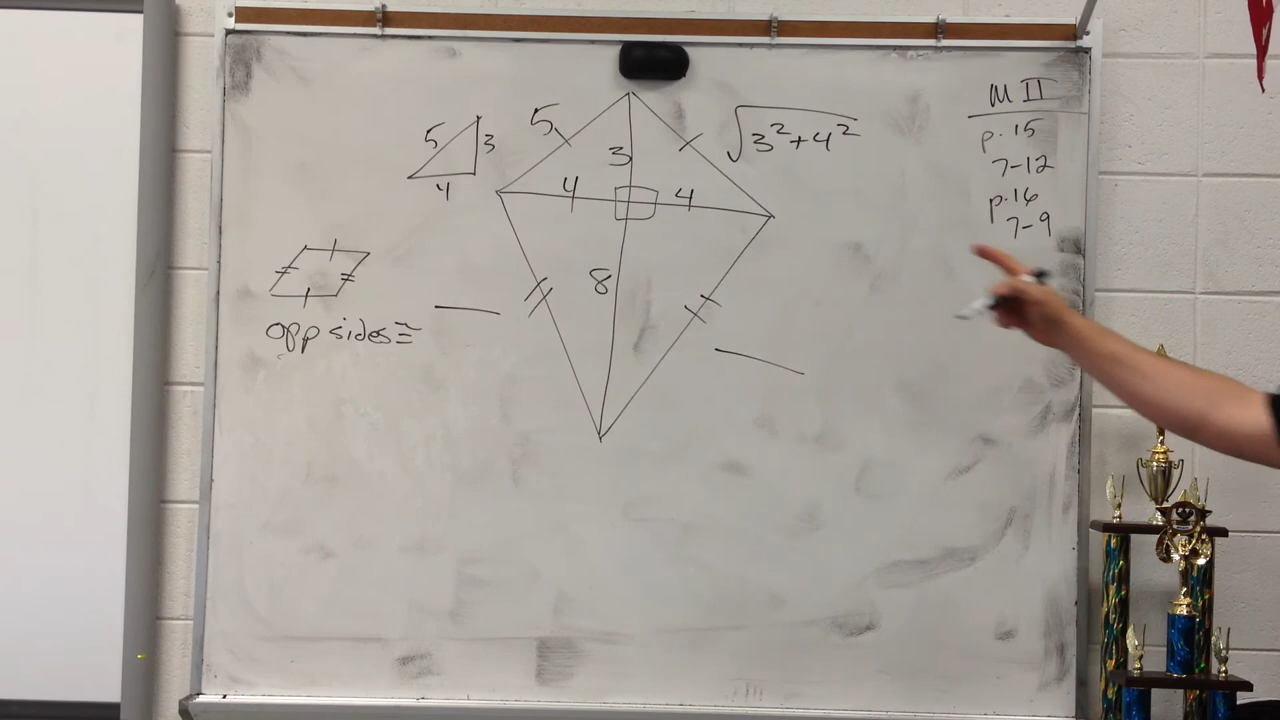 5
3
4
5
3
4
4
8
√3²+4²
opp sides ≅
M II
p. 15
7-12
p. 16
7-9